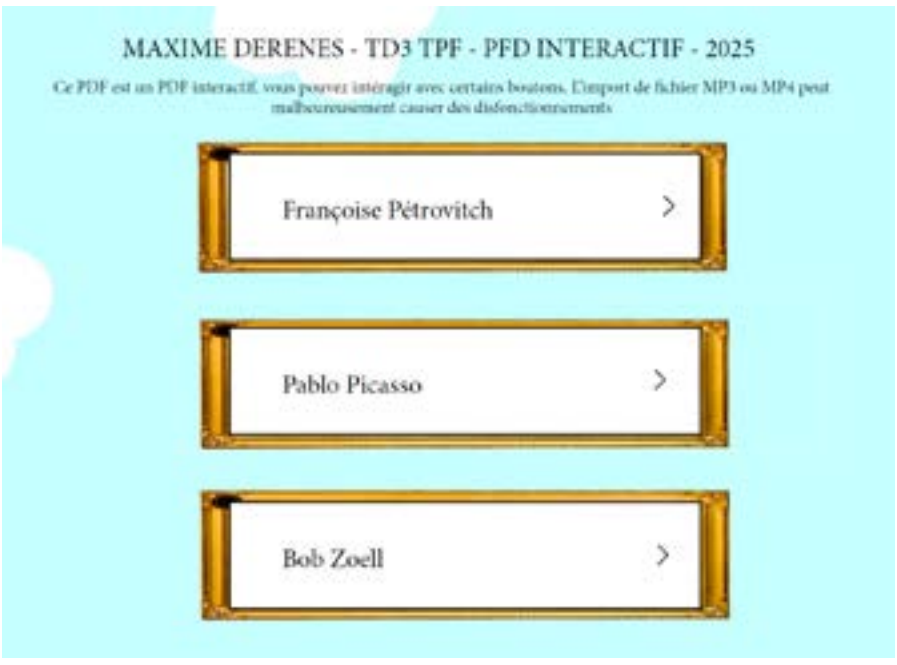 MAXIME DERENES - TD3 TPF - PFD INTERACTIF - 2025
Ce PDF est un PDF interactif, vous pouvez intéragir avec certains boutons. L'import de fichier MP3 ou MP4 peut
malheureusement causer des disfonctionnements
Françoise Pétrovitch
Pablo Picasso
Bob Zoell